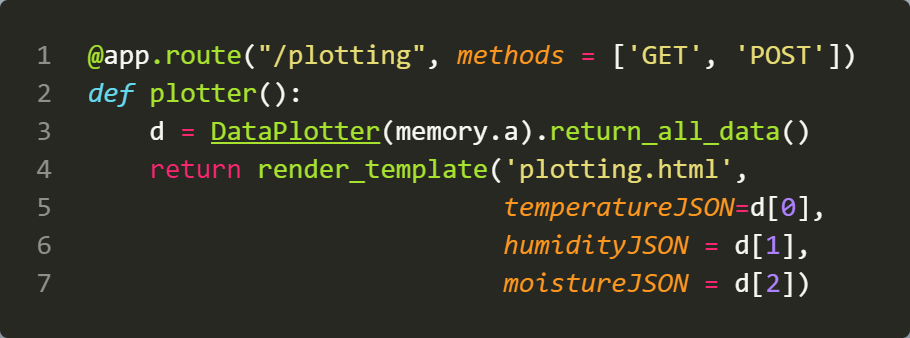 1 @app.route("/plotting", methods = ['GET', 'POST'])
2 def plotter():
3     d = DataPlotter(memory.a).return_all_data()
4     return render_template('plotting.html',
5                            temperatureJSON=d[0],
6                            humidityJSON = d[1],
7                            moistureJSON = d[2])